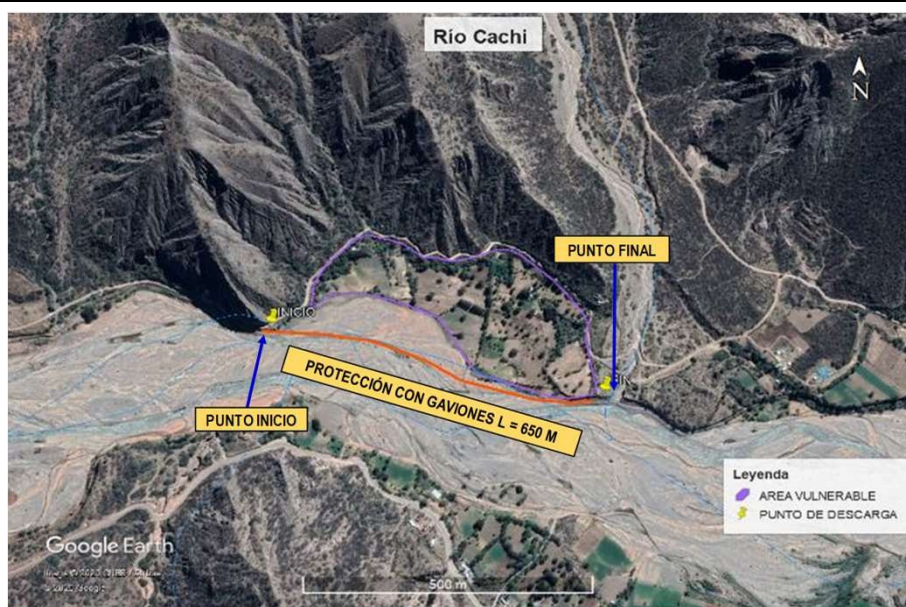 Río Cachi
N
PUNTO FINAL
INICIO
PROTECCIÓN CON GAVIONES L = 650 M
FIN
PUNTO INICIO
Leyenda
AREA VULNERABLE
PUNTO DE DESCARGA
Google Earth
500 m